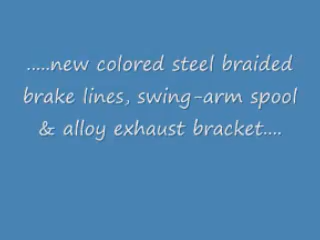 .....new colored steel braided
brake lines, swing-arm spool
& alloy exhaust bracket....